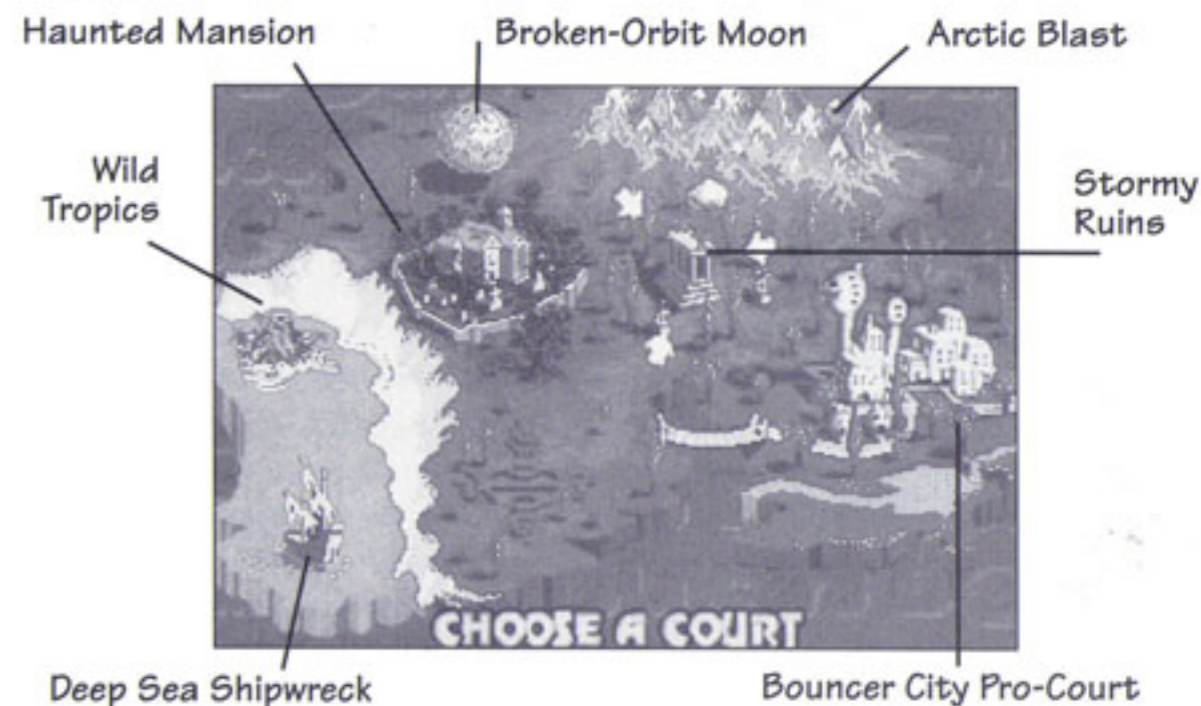 Haunted Mansion
Broken-Orbit Moon
Arctic Blast
Wild
Tropics
Stormy
Ruins
CHOOSE A COURT
Deep Sea Shipwreck
Bouncer City Pro-Court